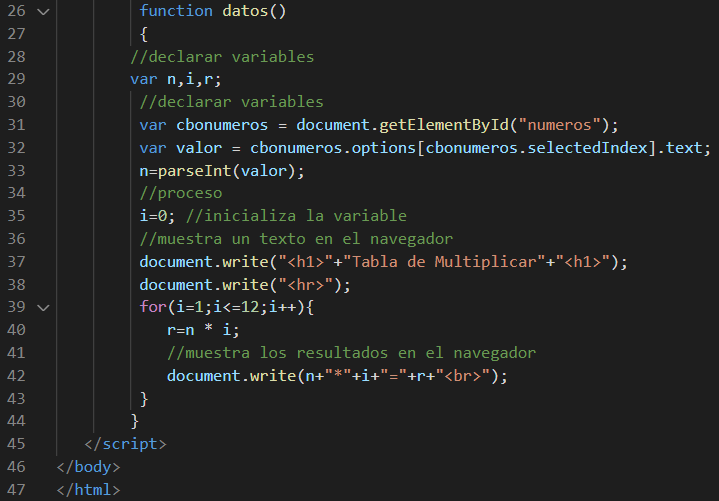 26 function datos()
27 {
28 //declarar variables
29 var n,i,r;
30 //declarar variables
31 var cbonumeros = document.getElementById("numeros");
32 var valor = cbonumeros.options[cbonumeros.selectedIndex].text;
33 n=parseInt(valor);
34 //proceso
35 i=0; //inicializa la variable
36 //muestra un texto en el navegador
37 document.write("<h1>"+"Tabla de Multiplicar"+"<h1>");
38 document.write("<hr>");
39 for(i=1;i<=12;i++){
40 r=n * i;
41 //muestra los resultados en el navegador
42 document.write(n+"*"+i+"="+r+"<br>");
43 }
44 }
45 </script>
46 </body>
47 </html>